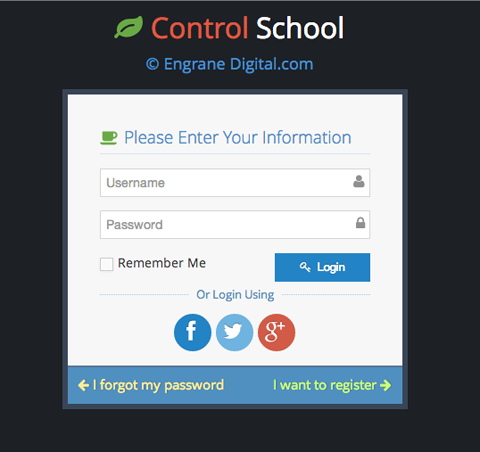 Control School
© Engrane Digital.com
Please Enter Your Information
Username
Password
Remember Me
Login
Or Login Using
f
g+
I forgot my password
I want to register